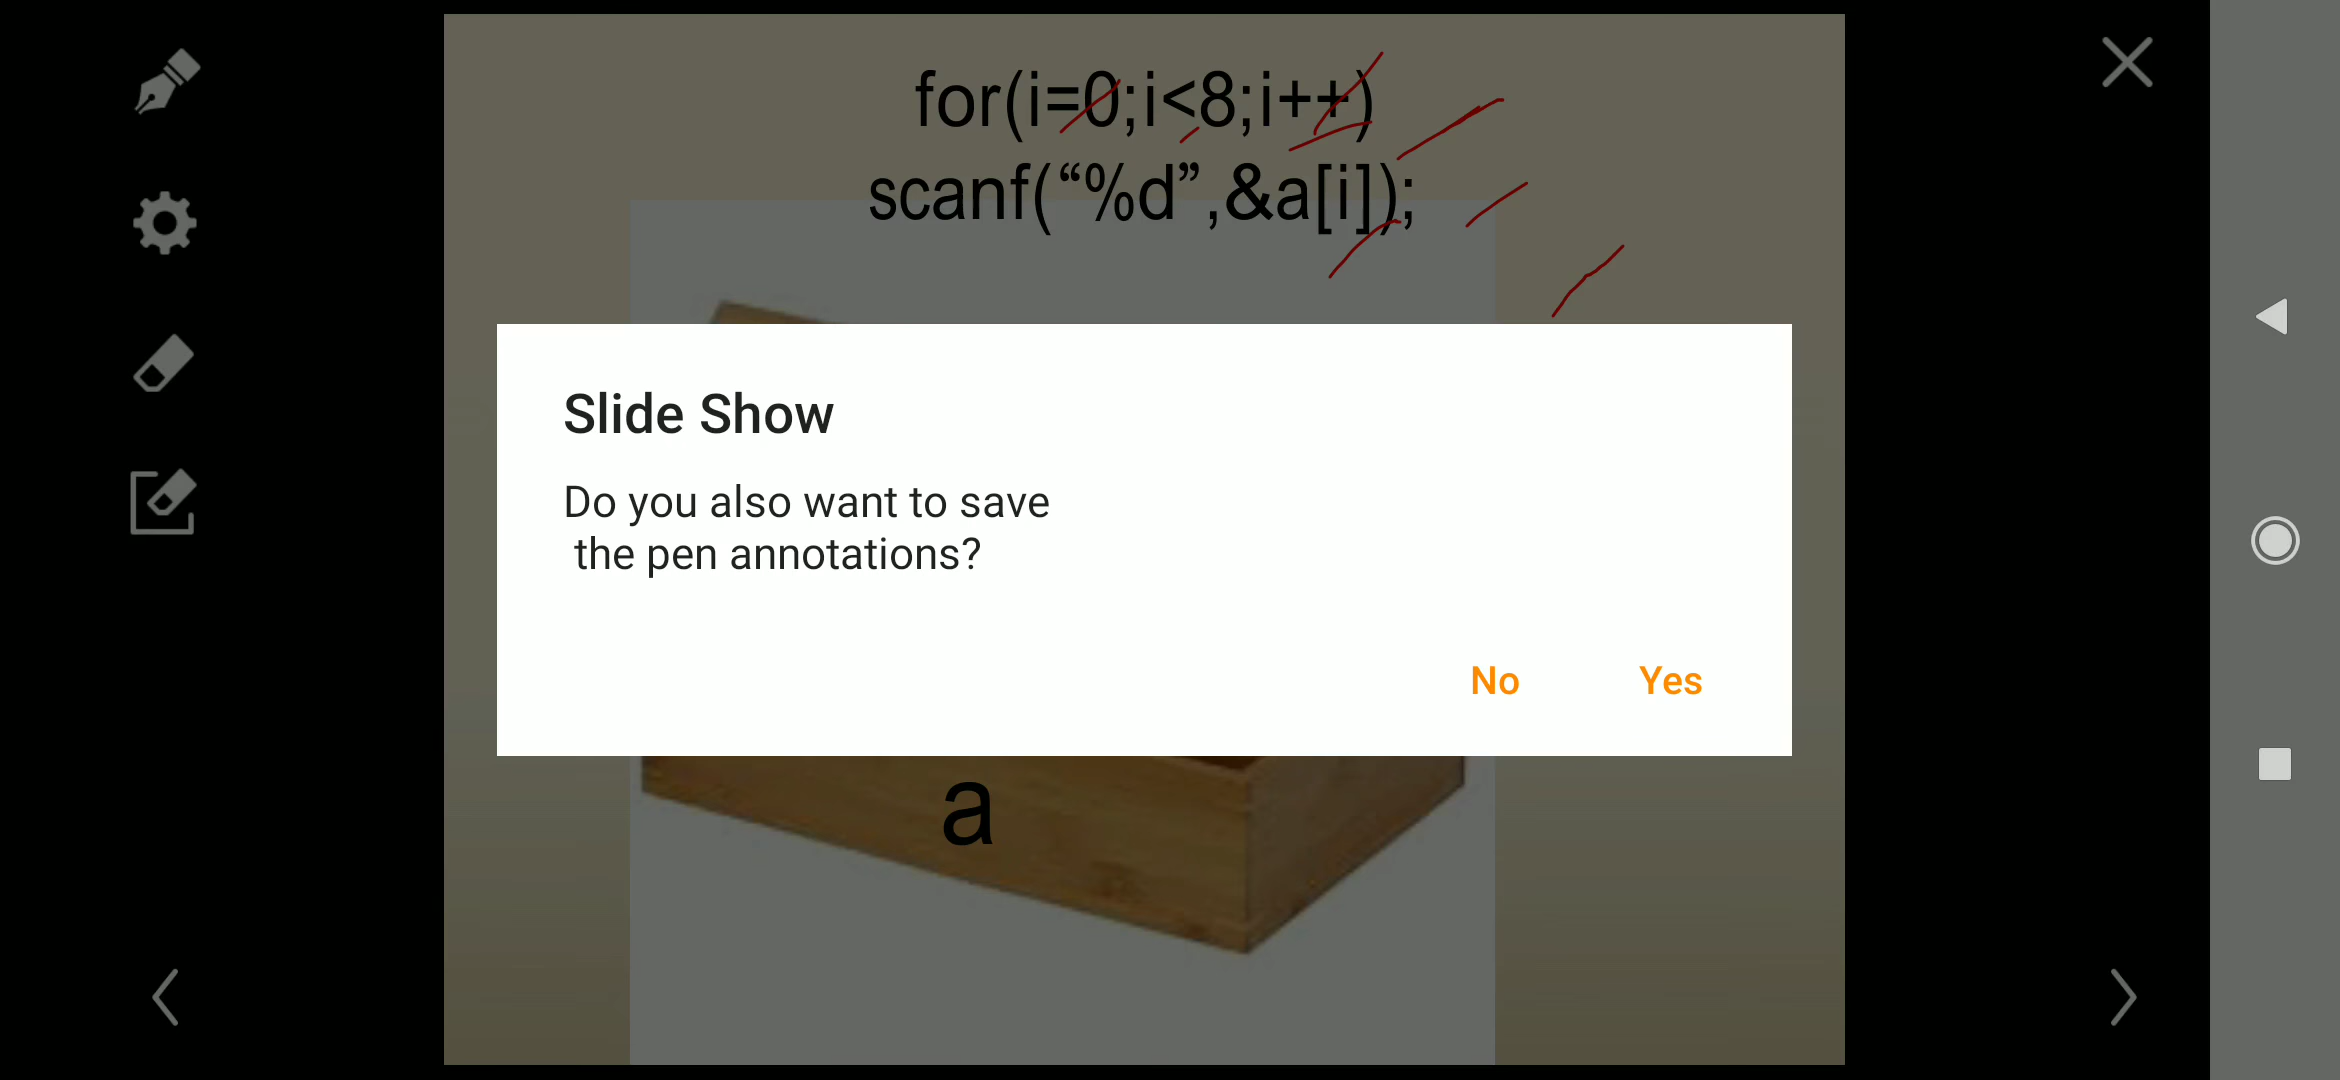 for(i=0;i<8;i++)
scanf(“%d”,&a[i]);
Slide Show
Do you also want to save
the pen annotations?
No Yes
a